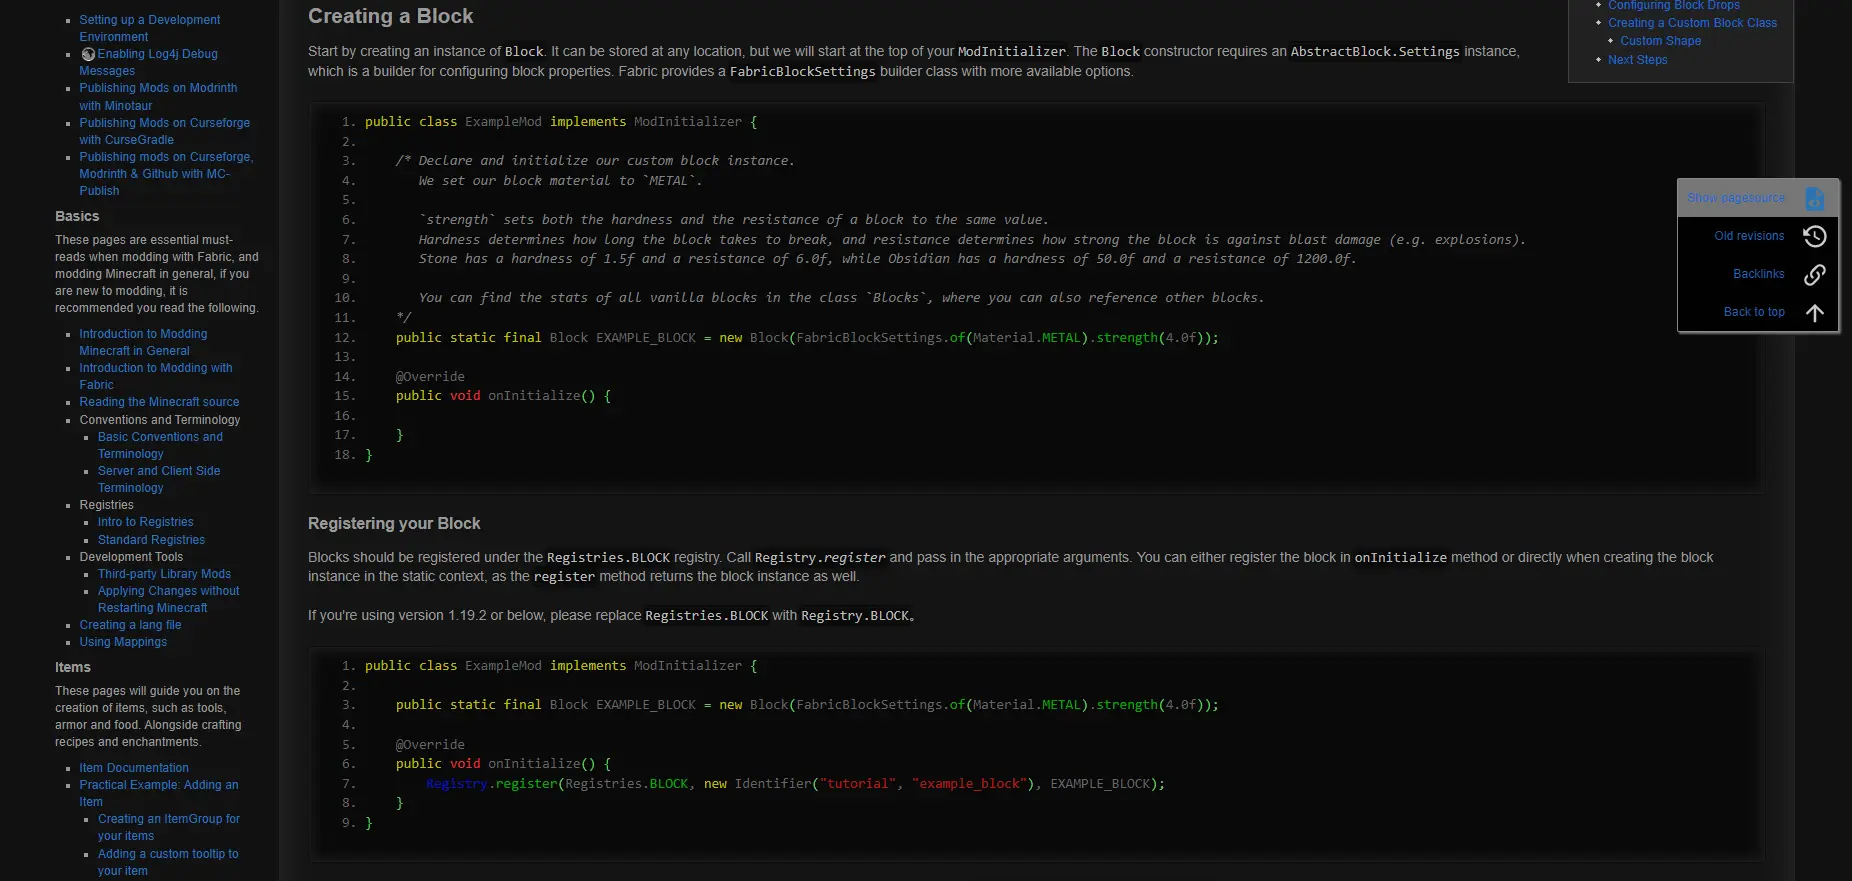 Setting up a Development
Environment
Enabling Log4j Debug
Messages
Publishing Mods on Modrinth
with Minotaur
Publishing Mods on Curseforge
with CurseGradle
Publishing mods on Curseforge,
Modrinth & Github with MC-
Publish
Basics
These pages are essential must-
reads when modding with Fabric, and
modding Minecraft in general, if you
are new to modding, it is
recommended you read the following.
Introduction to Modding
Minecraft in General
Introduction to Modding with
Fabric
Reading the Minecraft source
Conventions and Terminology
Basic Conventions and
Terminology
Server and Client Side
Terminology
Registries
Intro to Registries
Standard Registries
Development Tools
Third-party Library Mods
Applying Changes without
Restarting Minecraft
Creating a lang file
Using Mappings
Items
These pages will guide you on the
creation of items, such as tools,
armor and food. Alongside crafting
recipes and enchantments.
Item Documentation
Practical Example: Adding an
Item
Creating an ItemGroup for
your items
Adding a custom tooltip to
your item
Creating a Block
Start by creating an instance of Block. It can be stored at any location, but we will start at the top of your ModInitializer. The Block constructor requires an AbstractBlock.Settings instance,
which is a builder for configuring block properties. Fabric provides a FabricBlockSettings builder class with more available options.
1. public class ExampleMod implements ModInitializer {
2.
3. /* Declare and initialize our custom block instance.
4. We set our block material to `METAL`.
5.
6. `strength` sets both the hardness and the resistance of a block to the same value.
7. Hardness determines how long the block takes to break, and resistance determines how strong the block is against blast damage (e.g. explosions).
8. Stone has a hardness of 1.5f and a resistance of 6.0f, while Obsidian has a hardness of 50.0f and a resistance of 1200.0f.
9.
10. You can find the stats of all vanilla blocks in the class `Blocks`, where you can also reference other blocks.
11. */
12. public static final Block EXAMPLE_BLOCK = new Block(FabricBlockSettings.of(Material.METAL).strength(4.0f));
13.
14. @Override
15. public void onInitialize() {
16.
17. }
18. }
Registering your Block
Blocks should be registered under the Registries.BLOCK registry. Call Registry.register and pass in the appropriate arguments. You can either register the block in onInitialize method or directly when creating the block
instance in the static context, as the register method returns the block instance as well.
If you're using version 1.19.2 or below, please replace Registries.BLOCK with Registry.BLOCK。
1. public class ExampleMod implements ModInitializer {
2.
3. public static final Block EXAMPLE_BLOCK = new Block(FabricBlockSettings.of(Material.METAL).strength(4.0f));
4.
5. @Override
6. public void onInitialize() {
7. Registry.register(Registries.BLOCK, new Identifier("tutorial", "example_block"), EXAMPLE_BLOCK);
8. }
9. }
Configuring Block Drops
Creating a Custom Block Class
Custom Shape
Next Steps
Show pagesource
Old revisions
Backlinks
Back to top